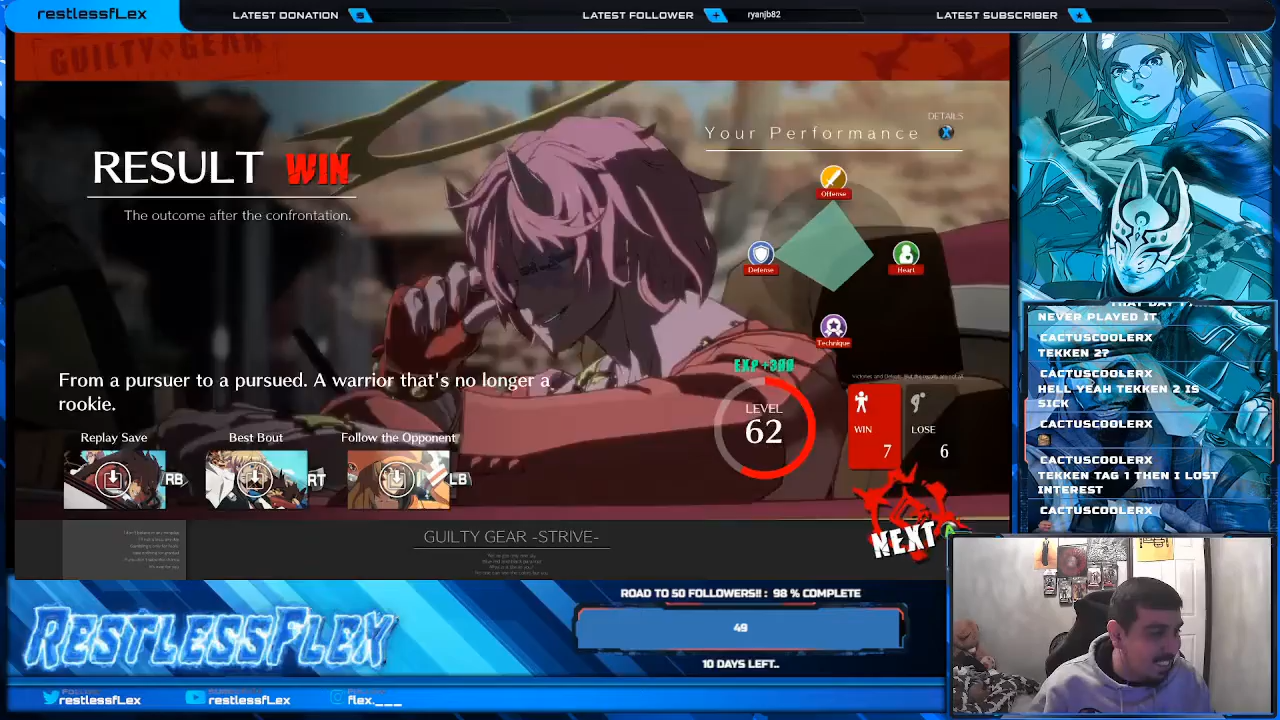 restlessfLex
LATEST DONATION
LATEST FOLLOWER
ryanjb82
LATEST SUBSCRIBER
GUILTY GEAR
RESULT WIN
The outcome after the confrontation.
Your Performance
DETAILS
X
Offense
Defense
Heart
Technique
From a pursuer to a pursued. A warrior that's no longer a
rookie.
EXP +300
LEVEL
62
WIN
7
LOSE
6
Replay Save
RB
Best Bout
RT
Follow the Opponent
LB
NEXT A
GUILTY GEAR -STRIVE-
NEVER PLAYED IT
CACTUSCOOLERX
TEKKEN 2?
CACTUSCOOLERX
HELL YEAH TEKKEN 2 IS
SICK
CACTUSCOOLERX
CACTUSCOOLERX
TEKKEN TAG 1 THEN I LOST
INTEREST
CACTUSCOOLERX
RESTLESSFLEX
ROAD TO 50 FOLLOWERS!! : 98 % COMPLETE
49
10 DAYS LEFT..
restlessfLex
restlessfLex
fLex.___